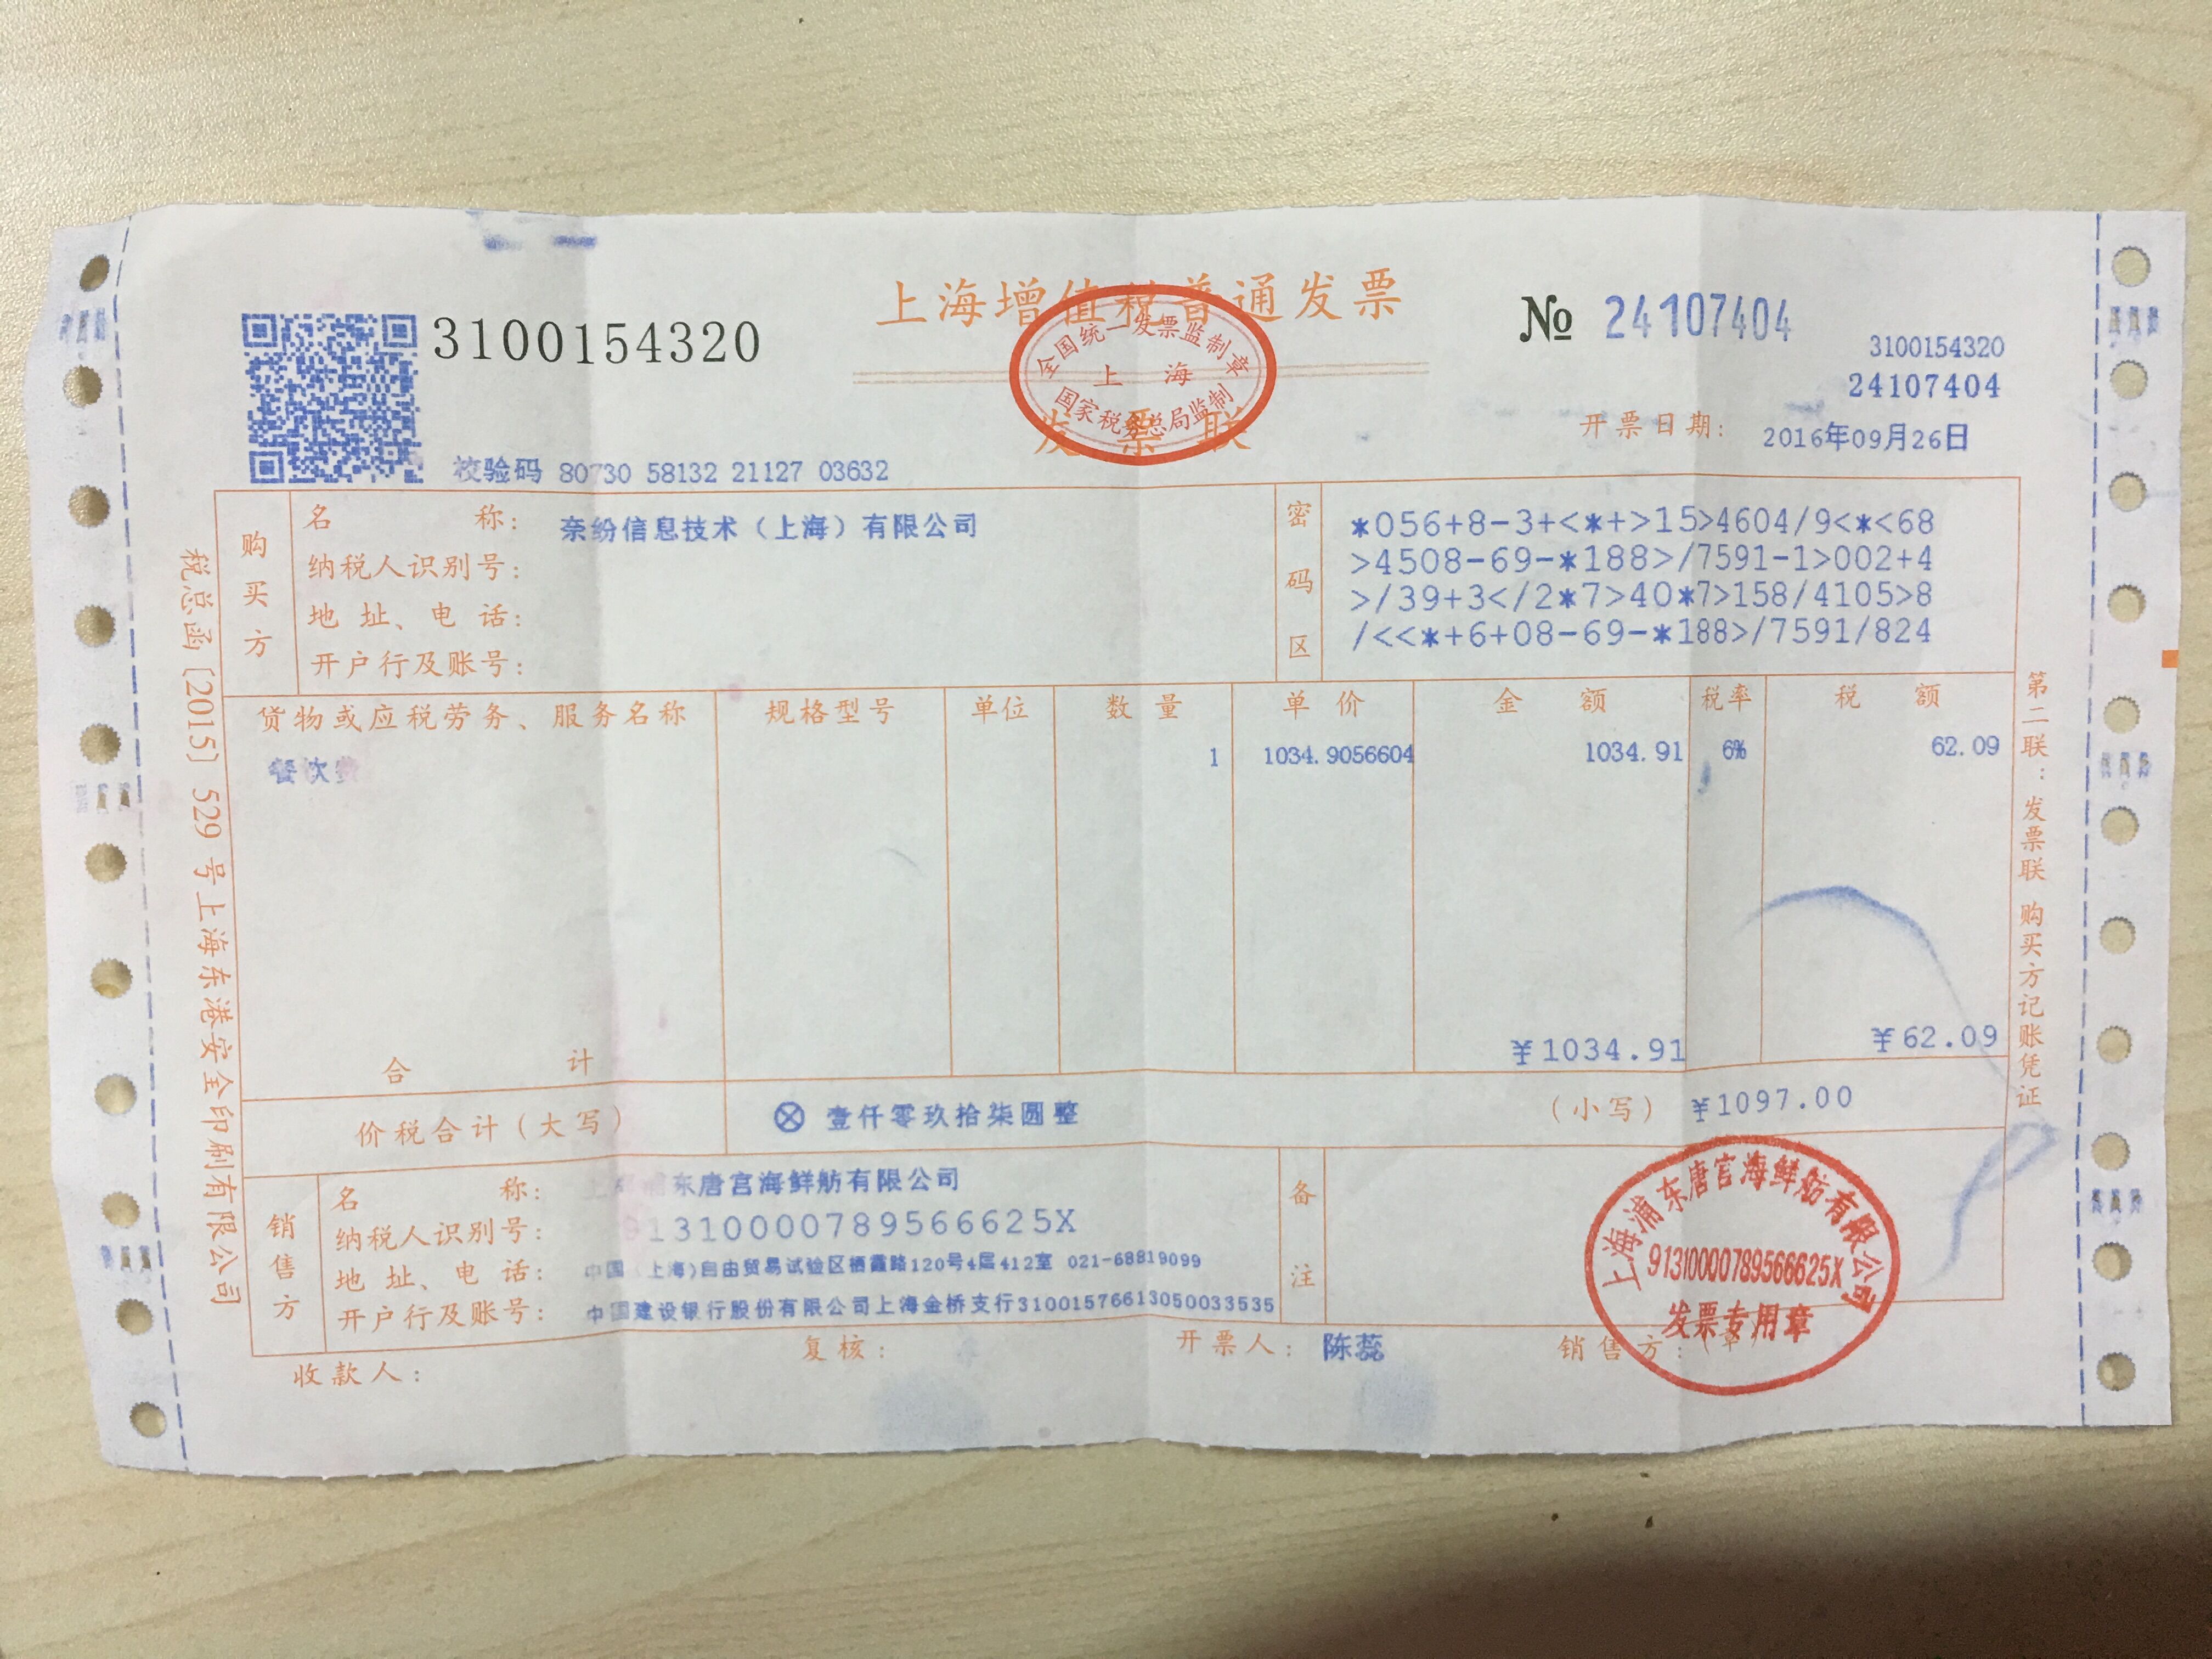 上海增值税普通发票
3100154320
№ 24107404
3100154320
24107404
全国统一发票监制章
上海
国家税务总局监制
发票联
开票日期: 2016年09月26日
校验码 80730 58132 21127 03632
购买方
名称: 奈纷信息技术（上海）有限公司
纳税人识别号:
地址、电话:
开户行及账号:
密码区
*056+8-3+<*+>15>4604/9<*<68
>4508-69-*188>/7591-1>002+4
>/39+3</2*7>40*7>158/4105>8
/<<*+6+08-69-*188>/7591/824
货物或应税劳务、服务名称 规格型号 单位 数量 单价 金额 税率 税额
餐饮费 1 1034.9056604 1034.91 6% 62.09
合计 ¥1034.91 ¥62.09
价税合计（大写） ⊗ 壹仟零玖拾柒圆整 （小写） ¥1097.00
销售方
名称: 上海浦东唐宫海鲜舫有限公司
纳税人识别号: 91310000789566625X
地址、电话: 中国（上海）自由贸易试验区栖霞路120号4层412室 021-68819099
开户行及账号: 中国建设银行股份有限公司上海金桥支行31001576613050033535
备注
收款人: 复核: 开票人: 陈蕊 销售方:（章）
上海浦东唐宫海鲜舫有限公司
91310000789566625X
发票专用章
税总函〔2015〕529号上海东港安全印刷有限公司
第二联：发票联 购买方记账凭证